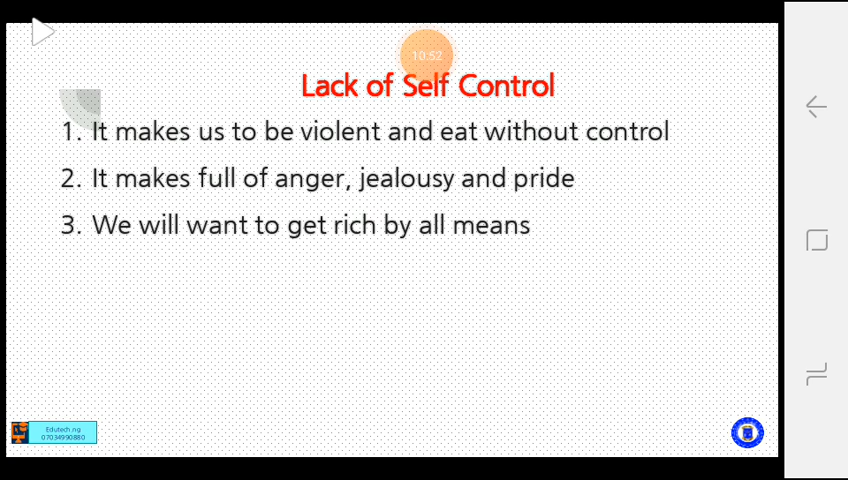 10:52
Lack of Self Control
1. It makes us to be violent and eat without control
2. It makes full of anger, jealousy and pride
3. We will want to get rich by all means
Edutech.ng
07034990880